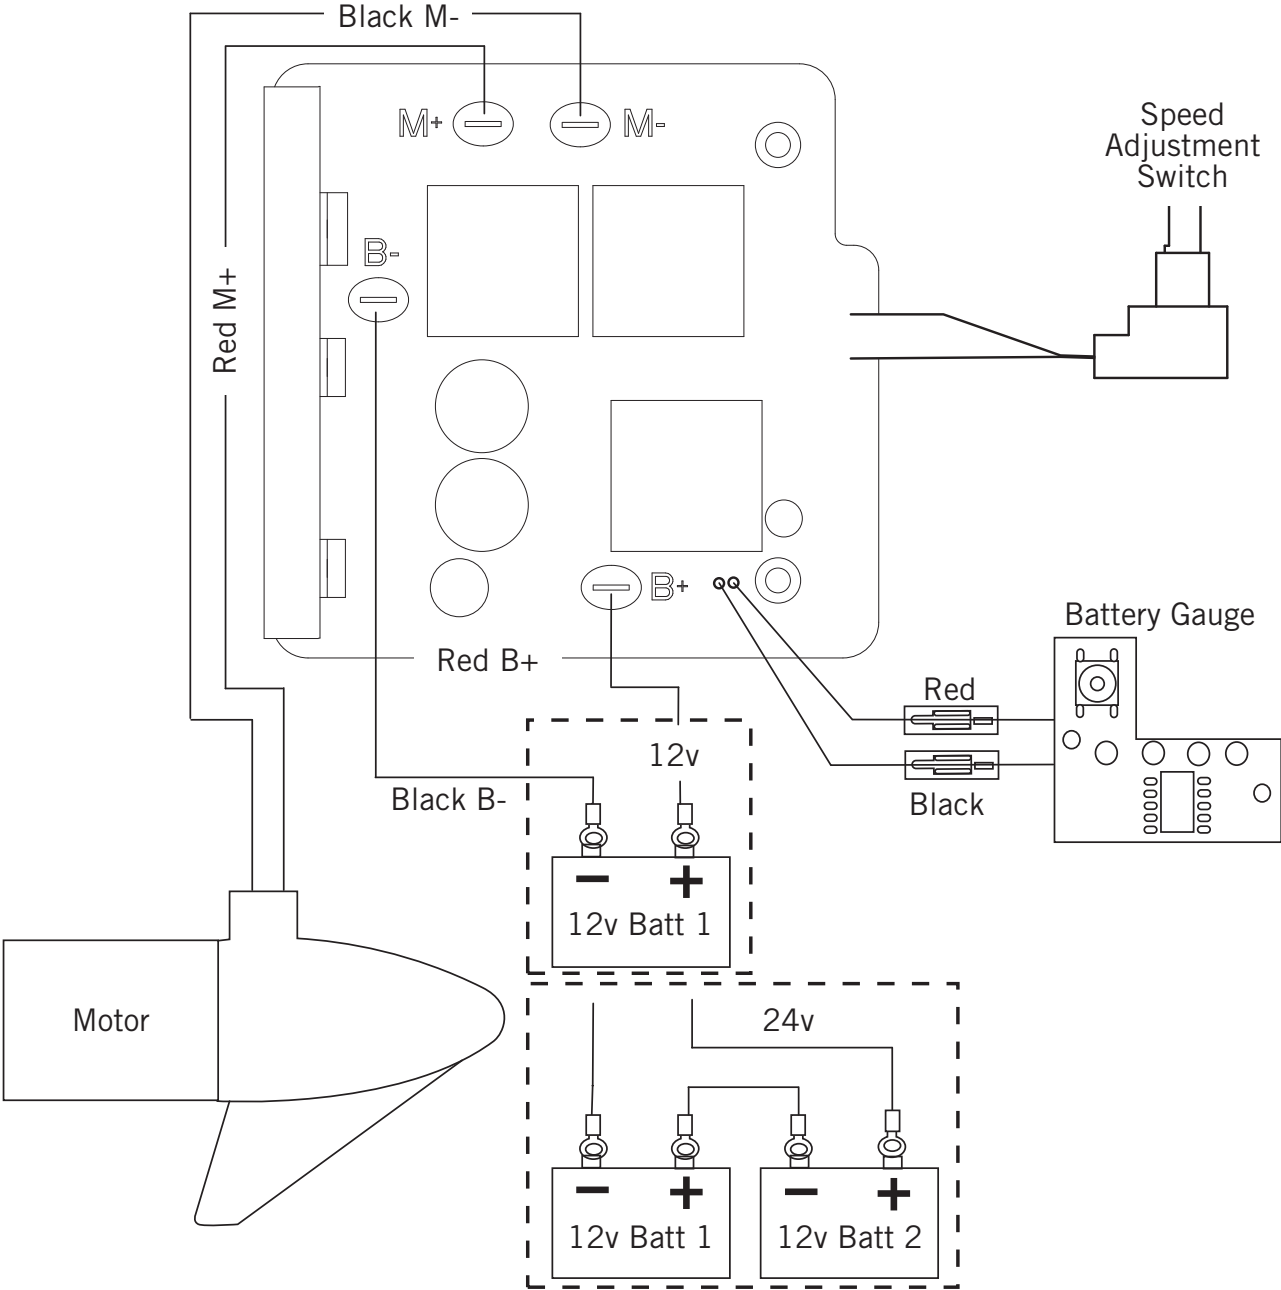 Black M-
M+
M-
Speed
Adjustment
Switch
B-
Red M+
B+
Battery Gauge
Red B+
Red
12v
Black B-
Black
- +
12v Batt 1
Motor
24v
- + - +
12v Batt 1
12v Batt 2